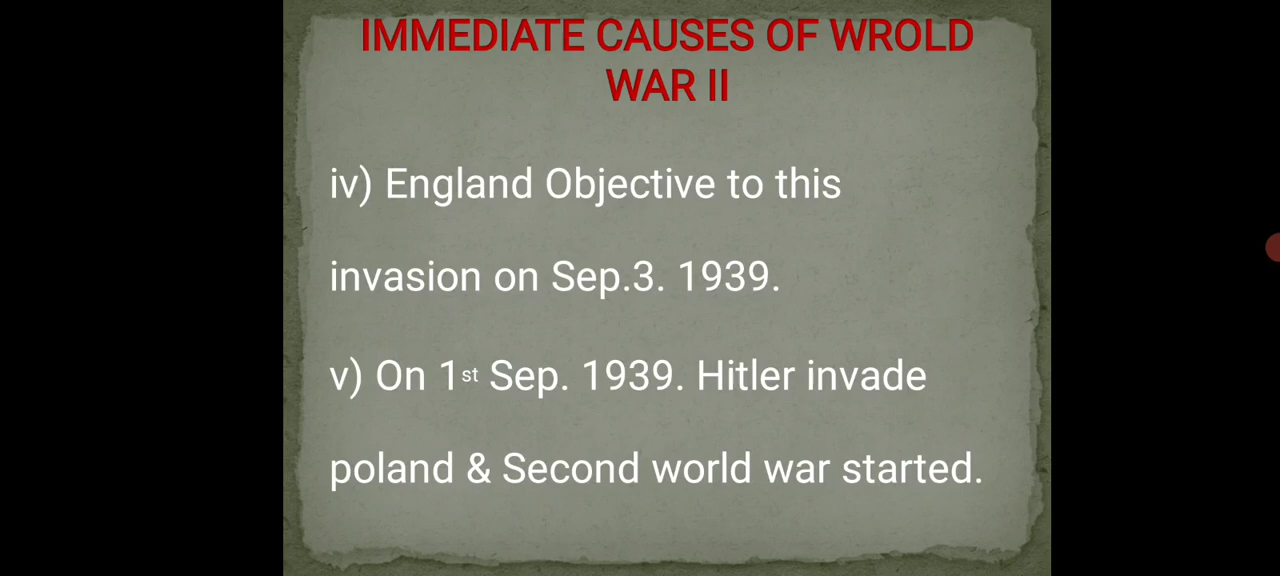 IMMEDIATE CAUSES OF WROLD
WAR II
iv) England Objective to this
invasion on Sep.3. 1939.
v) On 1st Sep. 1939. Hitler invade
poland & Second world war started.